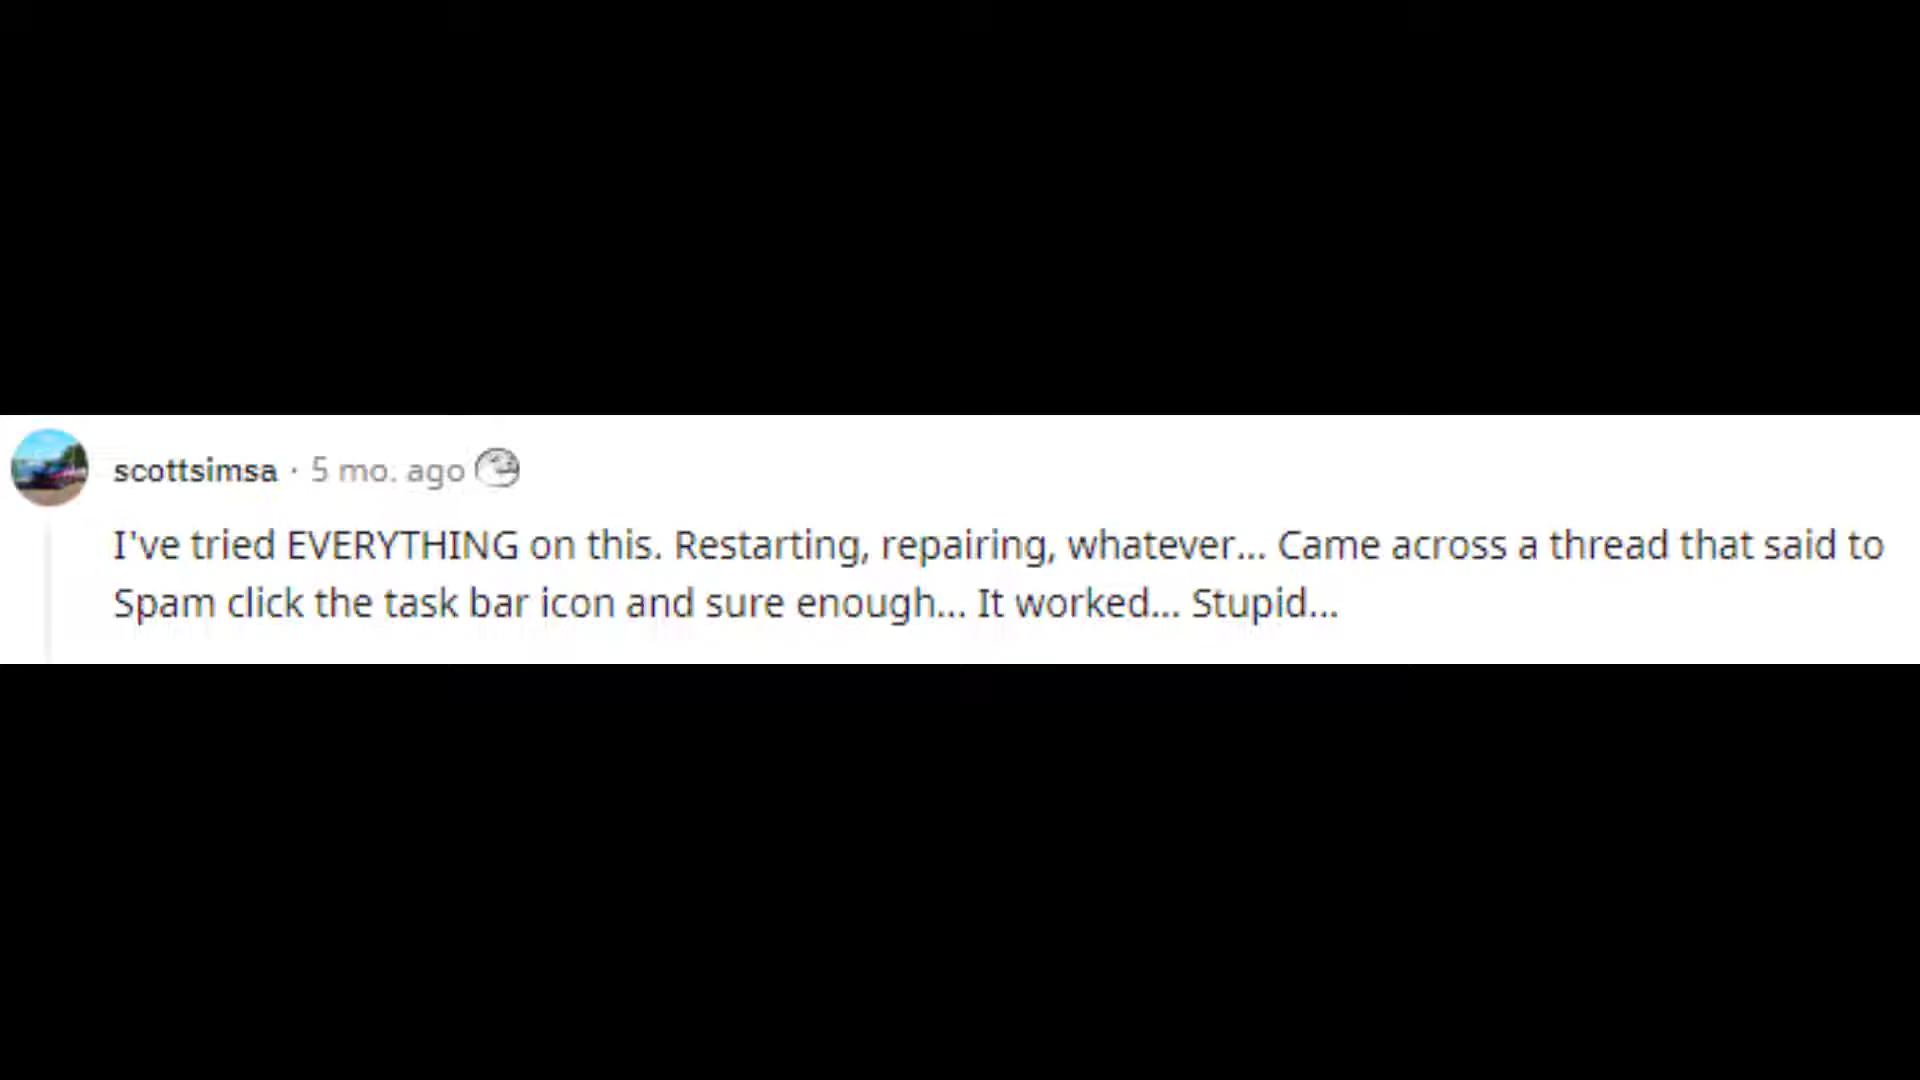 scottsimsa · 5 mo. ago
I've tried EVERYTHING on this. Restarting, repairing, whatever... Came across a thread that said to
Spam click the task bar icon and sure enough... It worked... Stupid...